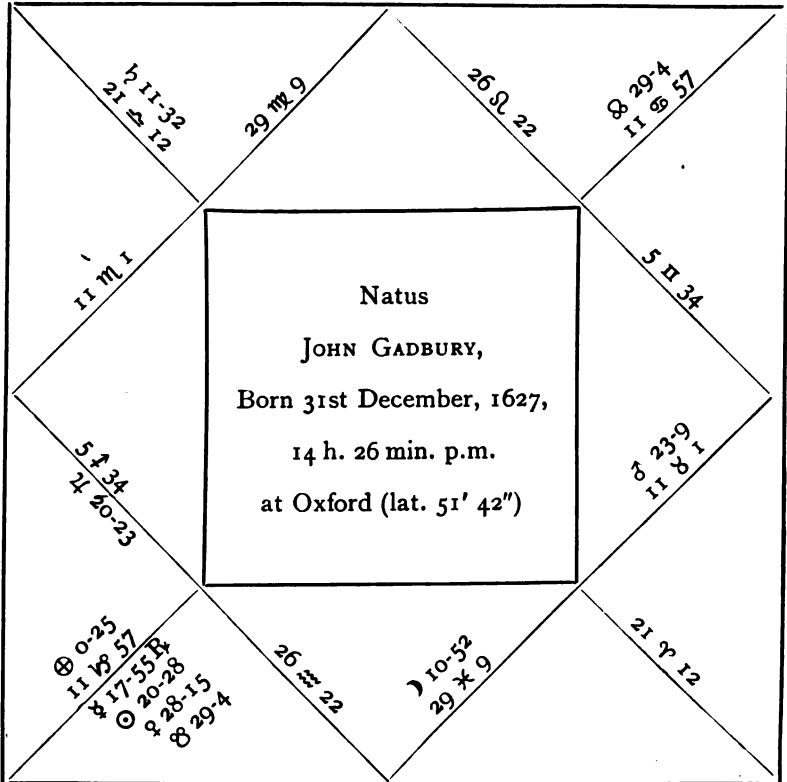 ♄ 11-32
21 ♎ 12
29 ♍ 9
26 ♌ 22
☊ 29-4
11 ♋ 57
11 ♏ 1
5 ♊ 34
Natus
John Gadbury,
Born 31st December, 1627,
14 h. 26 min. p.m.
at Oxford (lat. 51′ 42″)
5 ♐ 34
♃ 20-23
♂ 23-9
11 ♉ 1
⊕ 0-25
11 ♑ 57
☿ 17-55 ℞
☉ 20-28
♀ 28-15
☋ 29-4
26 ♒ 22
☽ 10-52
29 ♓ 9
21 ♈ 12